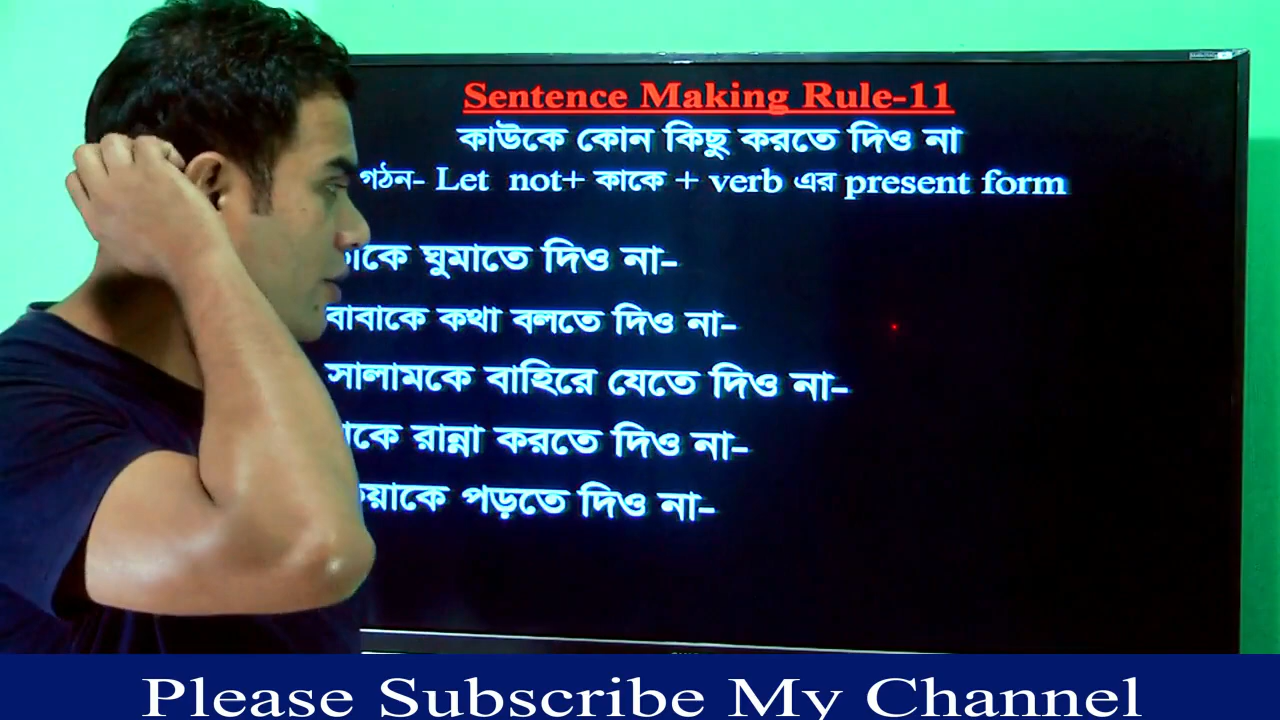 Sentence Making Rule-11
কাউকে কোন কিছু করতে দিও না
গঠন- Let not+ কাকে + verb এর present form
ঘুমাতে দিও না-
বাবাকে কথা বলতে দিও না-
সালামকে বাহিরে যেতে দিও না-
রান্না করতে দিও না-
পড়তে দিও না-
Please Subscribe My Channel